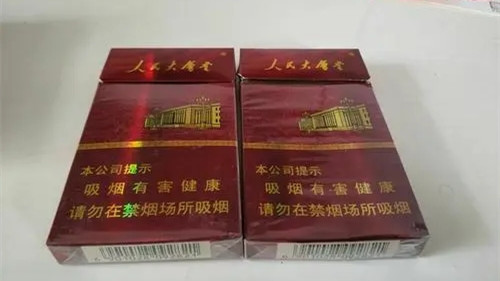 人民大會堂
本公司提示
吸烟有害健康
请勿在禁烟场所吸烟
人民大會堂
本公司提示
吸烟有害健康
请勿在禁烟场所吸烟